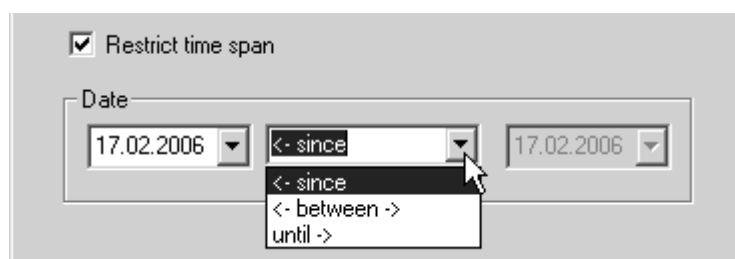 Restrict time span
Date
17.02.2006 <- since 17.02.2006
<- since
<- between ->
until ->